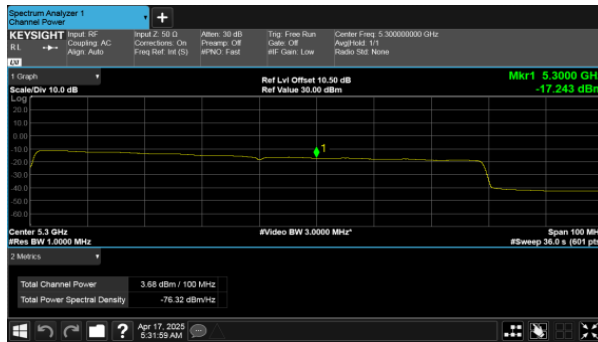 Spectrum Analyzer 1
Channel Power
+
KEYSIGHT
R L
Input: RF
Coupling: AC
Align: Auto
Input Z: 50 Ω
Corrections: On
Freq Ref: Int (S)
Atten: 30 dB
Preamp: Off
#PNO: Fast
Trig: Free Run
Gate: Off
#IF Gain: Low
Center Freq: 5.300000000 GHz
Avg|Hold: 1/1
Radio Std: None
LXI
1 Graph
Scale/Div 10.0 dB
Ref Lvl Offset 10.50 dB
Ref Value 30.00 dBm
Mkr1 5.3000 GH
-17.243 dBm
Log
20.0
10.0
0.00
-10.0
-20.0
-30.0
-40.0
-50.0
-60.0
1
Center 5.3 GHz
#Video BW 3.0000 MHz*
Span 100 MH
#Res BW 1.0000 MHz
#Sweep 36.0 s (601 pts
2 Metrics
Total Channel Power 3.68 dBm / 100 MHz
Total Power Spectral Density -76.32 dBm/Hz
?
Apr 17, 2025
5:31:59 AM